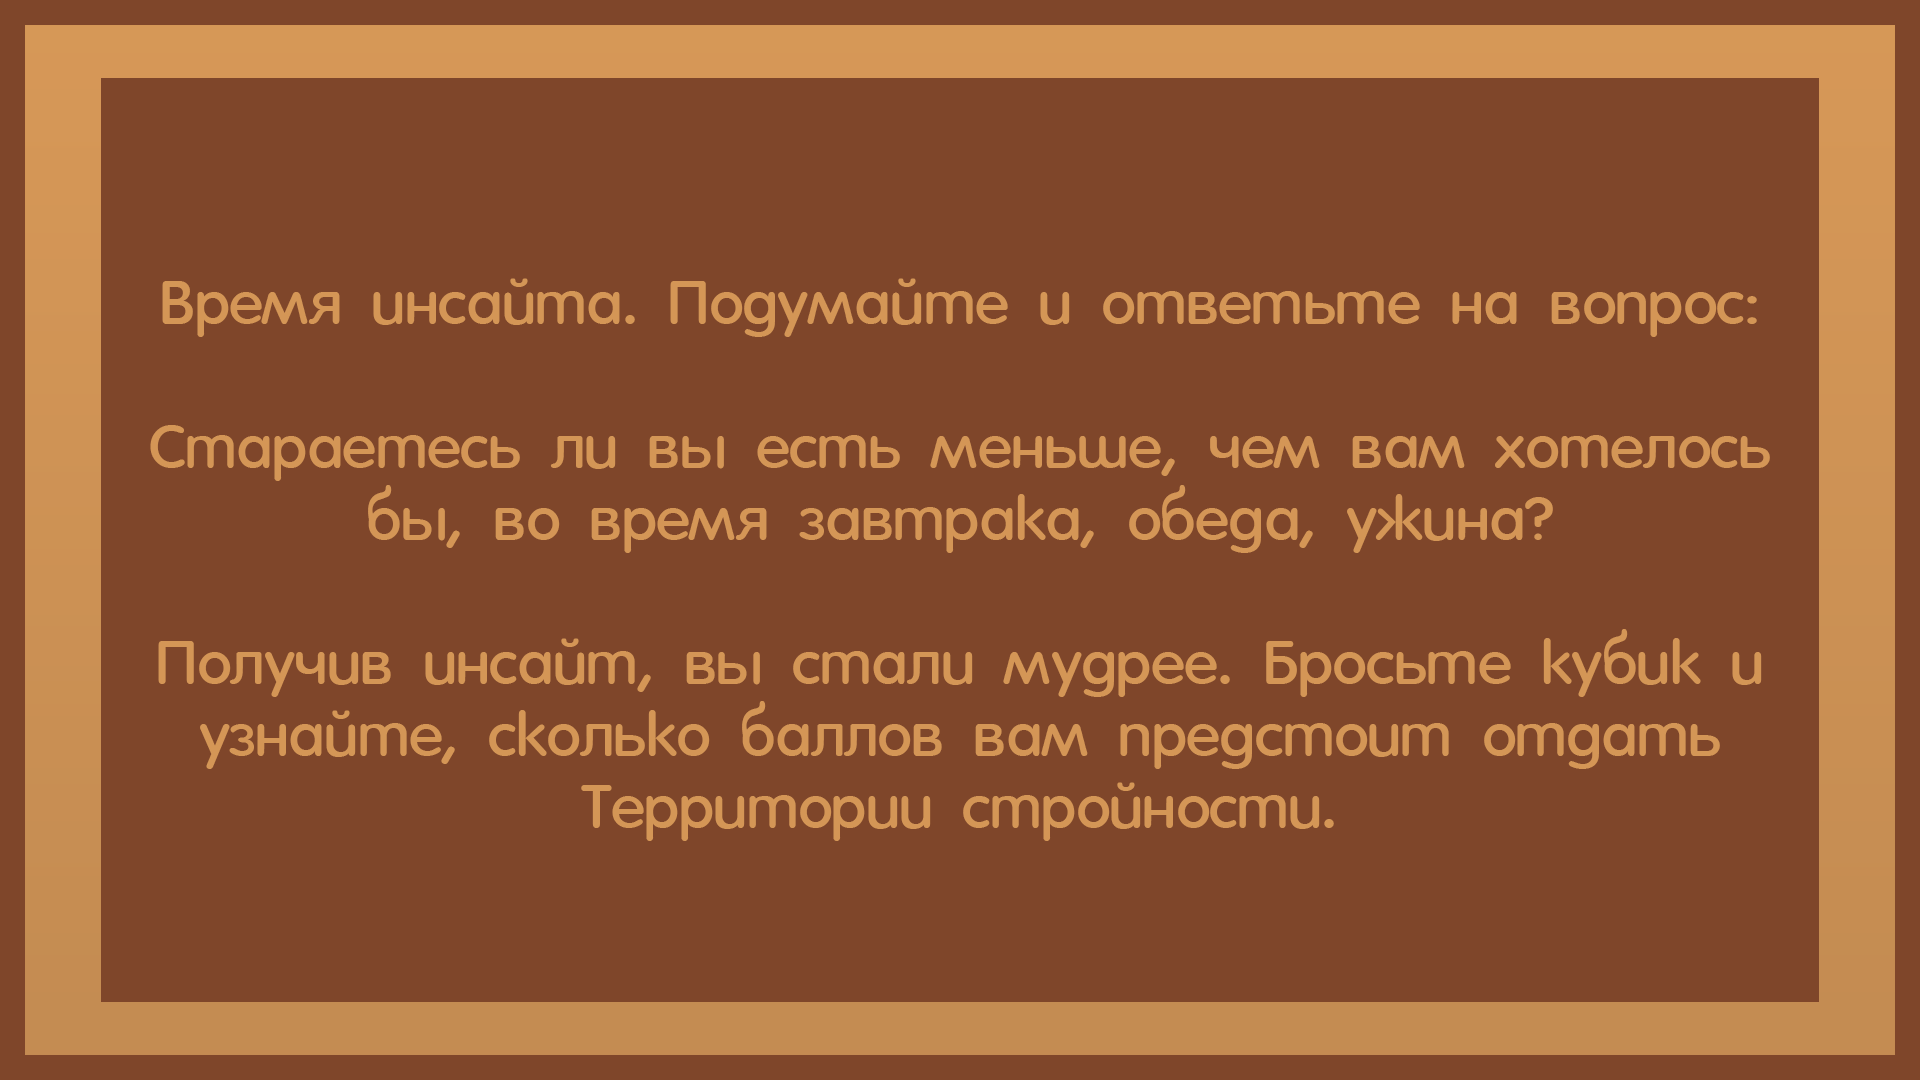 Время инсайта. Подумайте и ответьте на вопрос:
Стараетесь ли вы есть меньше, чем вам хотелось
бы, во время завтрака, обеда, ужина?
Получив инсайт, вы стали мудрее. Бросьте кубик и
узнайте, сколько баллов вам предстоит отдать
Территории стройности.